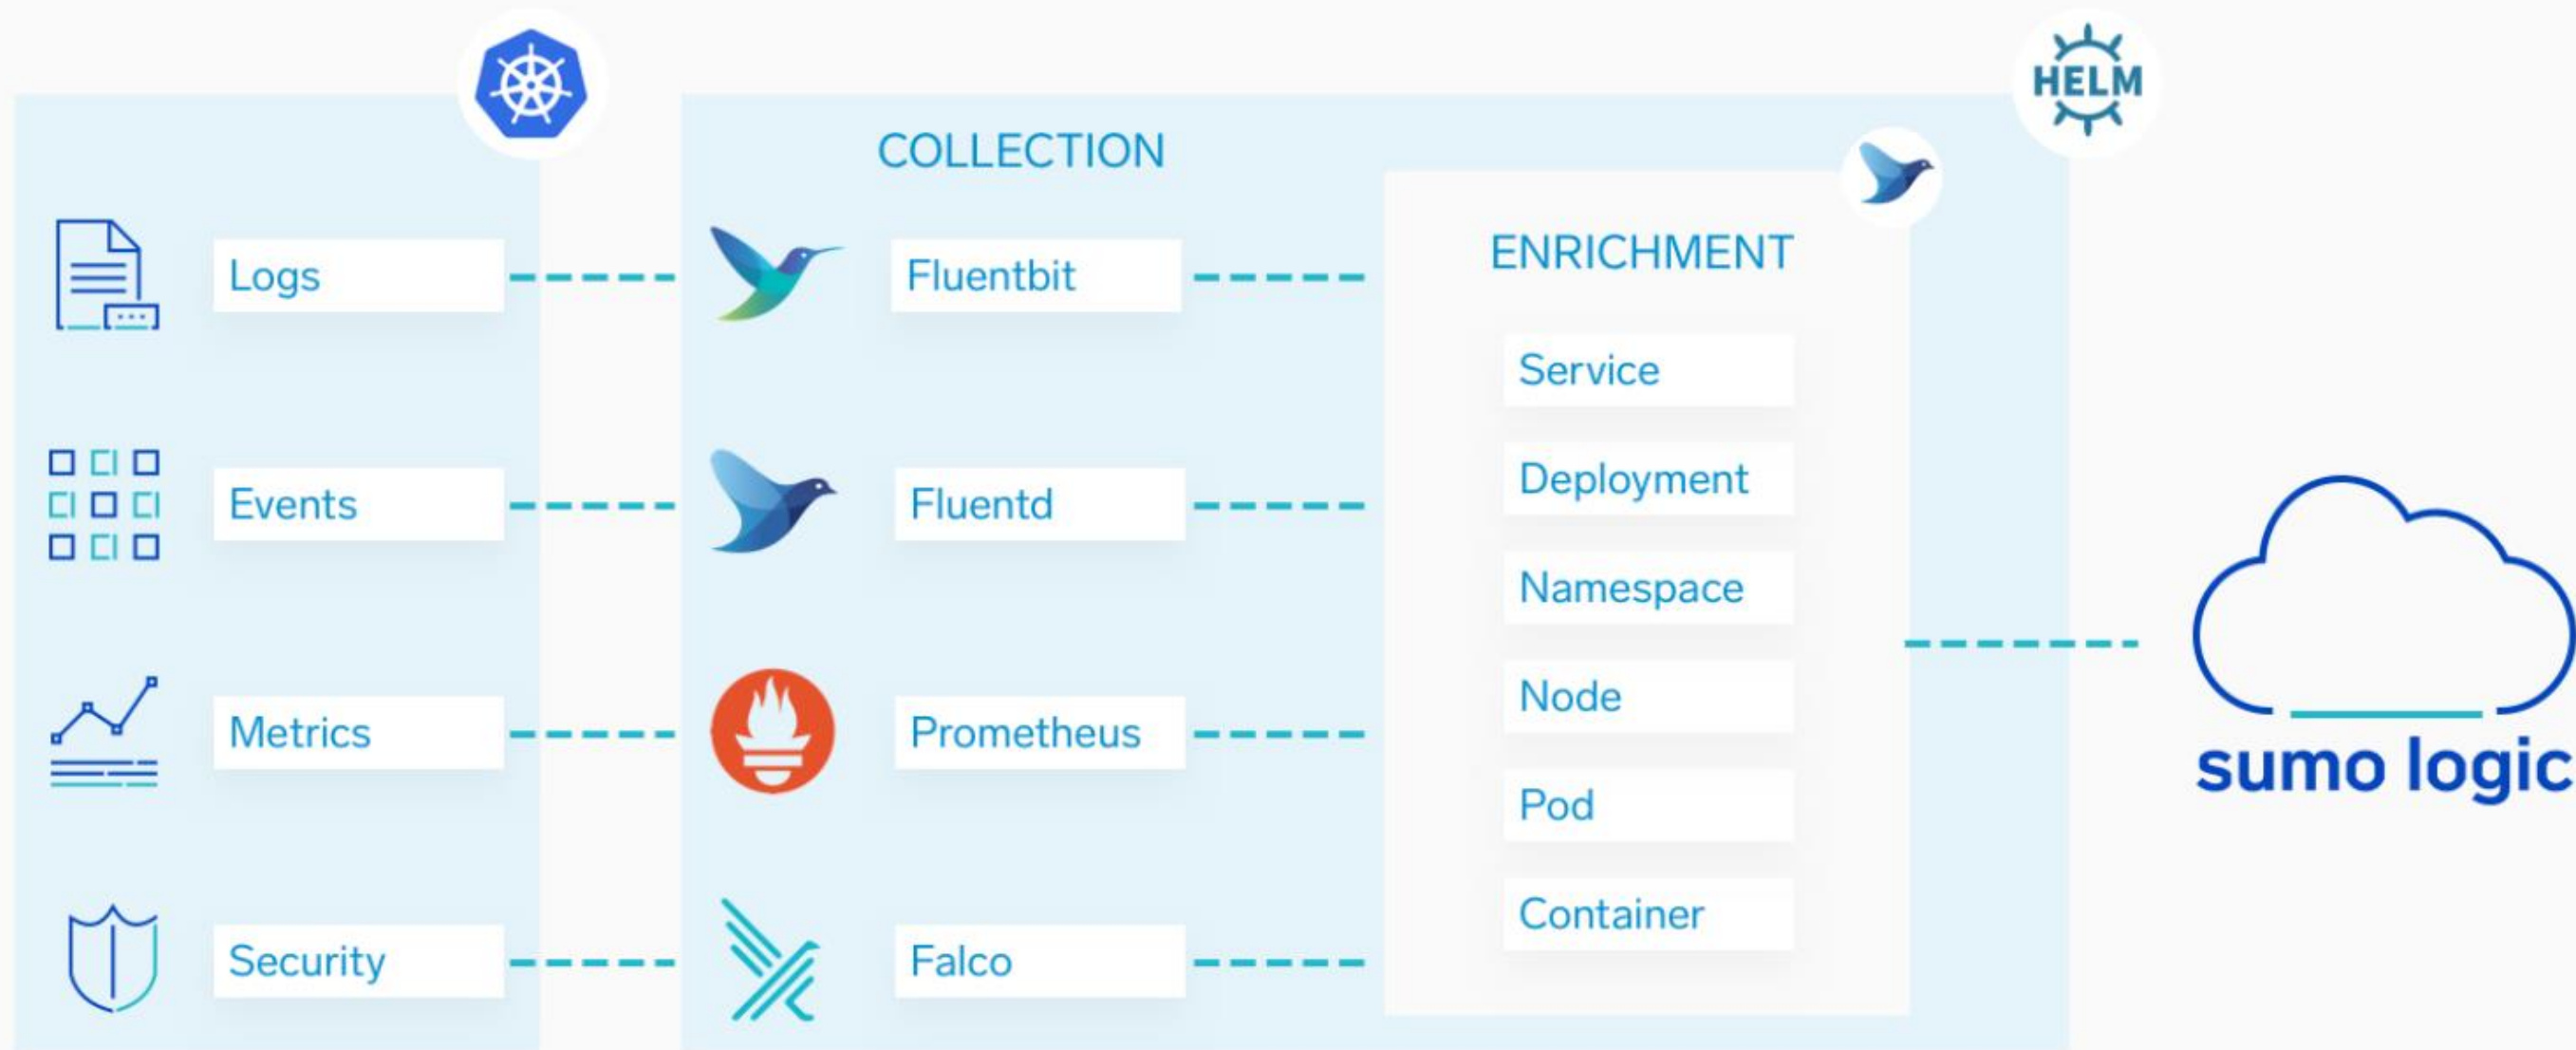 HELM
COLLECTION
ENRICHMENT
Logs
Fluentbit
Events
Fluentd
Metrics
Prometheus
Security
Falco
Service
Deployment
Namespace
Node
Pod
Container
sumo logic